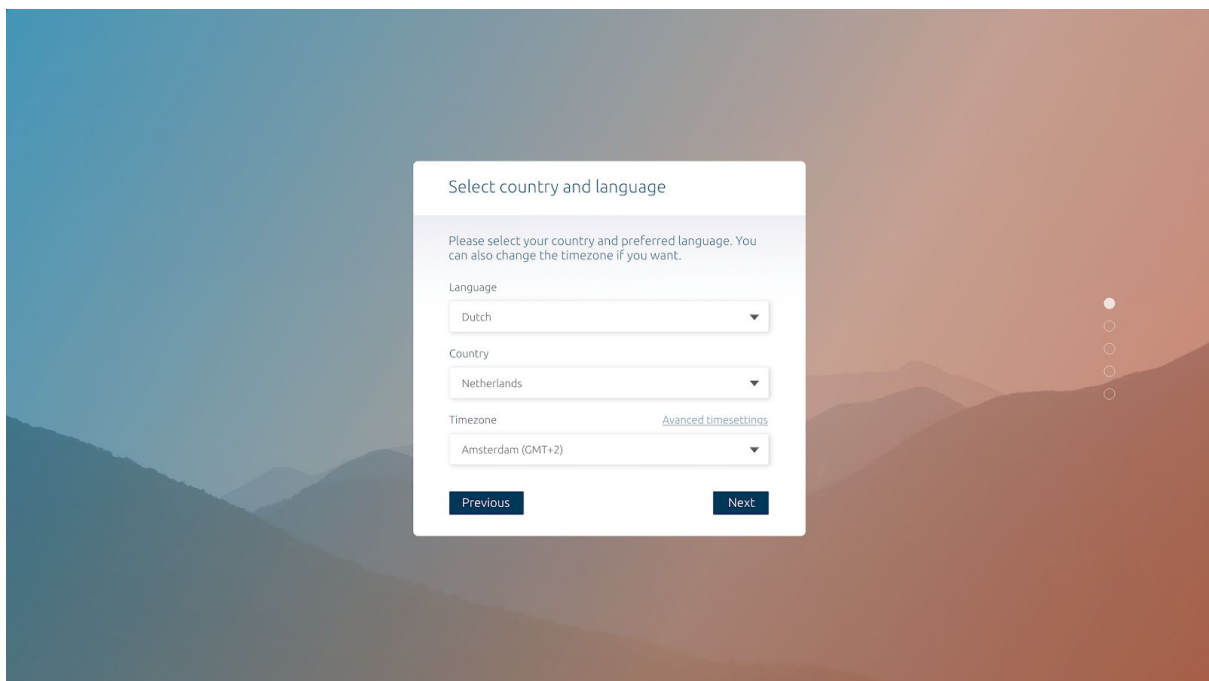 Select country and language
Please select your country and preferred language. You
can also change the timezone if you want.
Language
Dutch
Country
Netherlands
Timezone
Avanced timesettings
Amsterdam (GMT+2)
Previous
Next